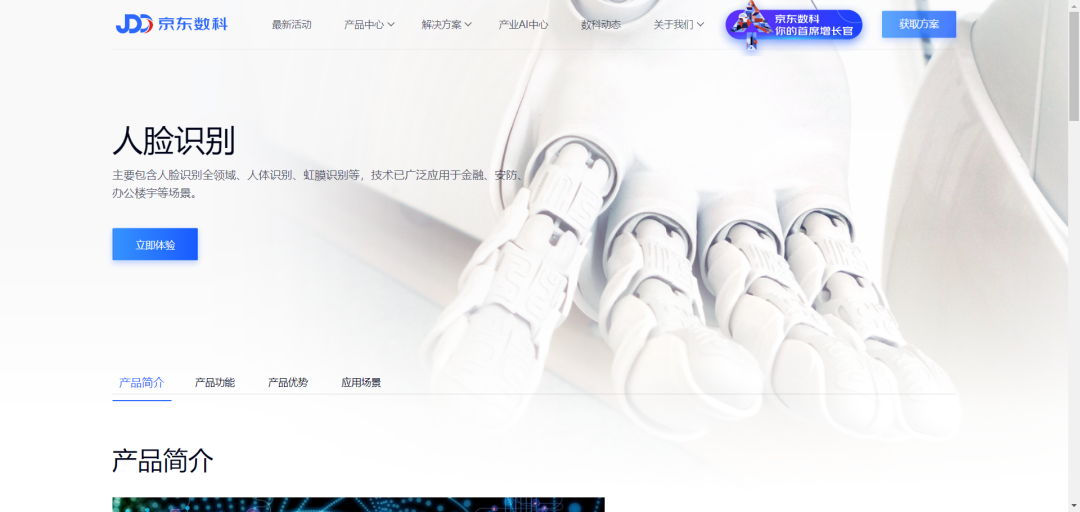 JDD 京东数科
最新活动
产品中心
解决方案
产业AI中心
数科动态
关于我们
京东数科
你的首席增长官
获取方案
人脸识别
主要包含人脸识别全领域、人体识别、虹膜识别等，技术已广泛应用于金融、安防、
办公楼宇等场景。
立即体验
产品简介
产品功能
产品优势
应用场景
产品简介